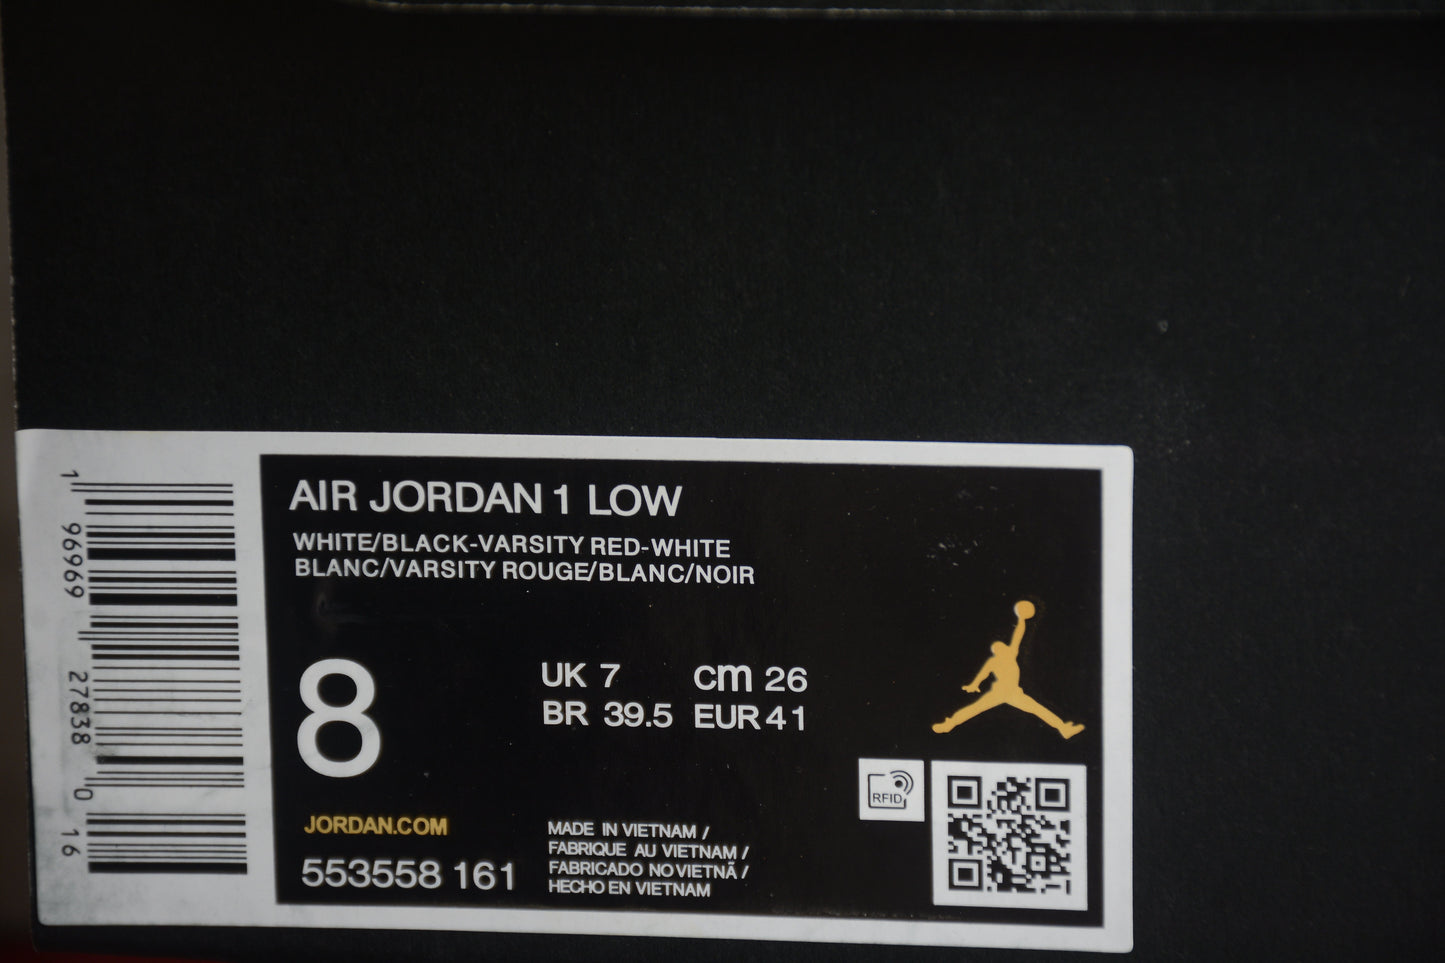 1 96969 27838 0 16
AIR JORDAN 1 LOW
WHITE/BLACK-VARSITY RED-WHITE
BLANC/VARSITY ROUGE/BLANC/NOIR
8
UK 7 cm 26
BR 39.5 EUR 41
RFID
JORDAN.COM
553558 161
MADE IN VIETNAM /
FABRIQUE AU VIETNAM /
FABRICADO NO VIETNÃ /
HECHO EN VIETNAM